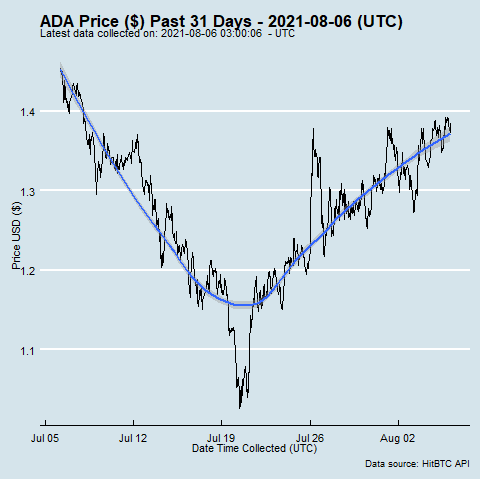 ADA Price ($) Past 31 Days - 2021-08-06 (UTC)
Latest data collected on: 2021-08-06 03:00:06 - UTC
1.4
1.3
1.2
1.1
Price USD ($)
Jul 05 Jul 12 Jul 19 Jul 26 Aug 02
Date Time Collected (UTC)
Data source: HitBTC API